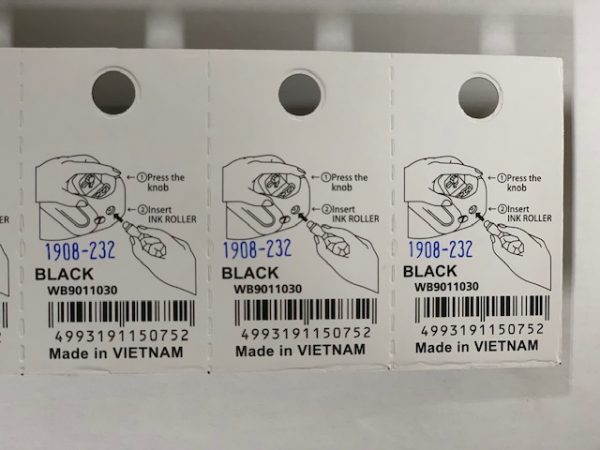 ER
①Press the
knob
②Insert
INK ROLLER
1908-232
BLACK
WB9011030
4993191150752
Made in VIETNAM
①Press the
knob
②Insert
INK ROLLER
1908-232
BLACK
WB9011030
4993191150752
Made in VIETNAM
①Press the
knob
②Insert
INK ROLLER
1908-232
BLACK
WB9011030
4993191150752
Made in VIETNAM